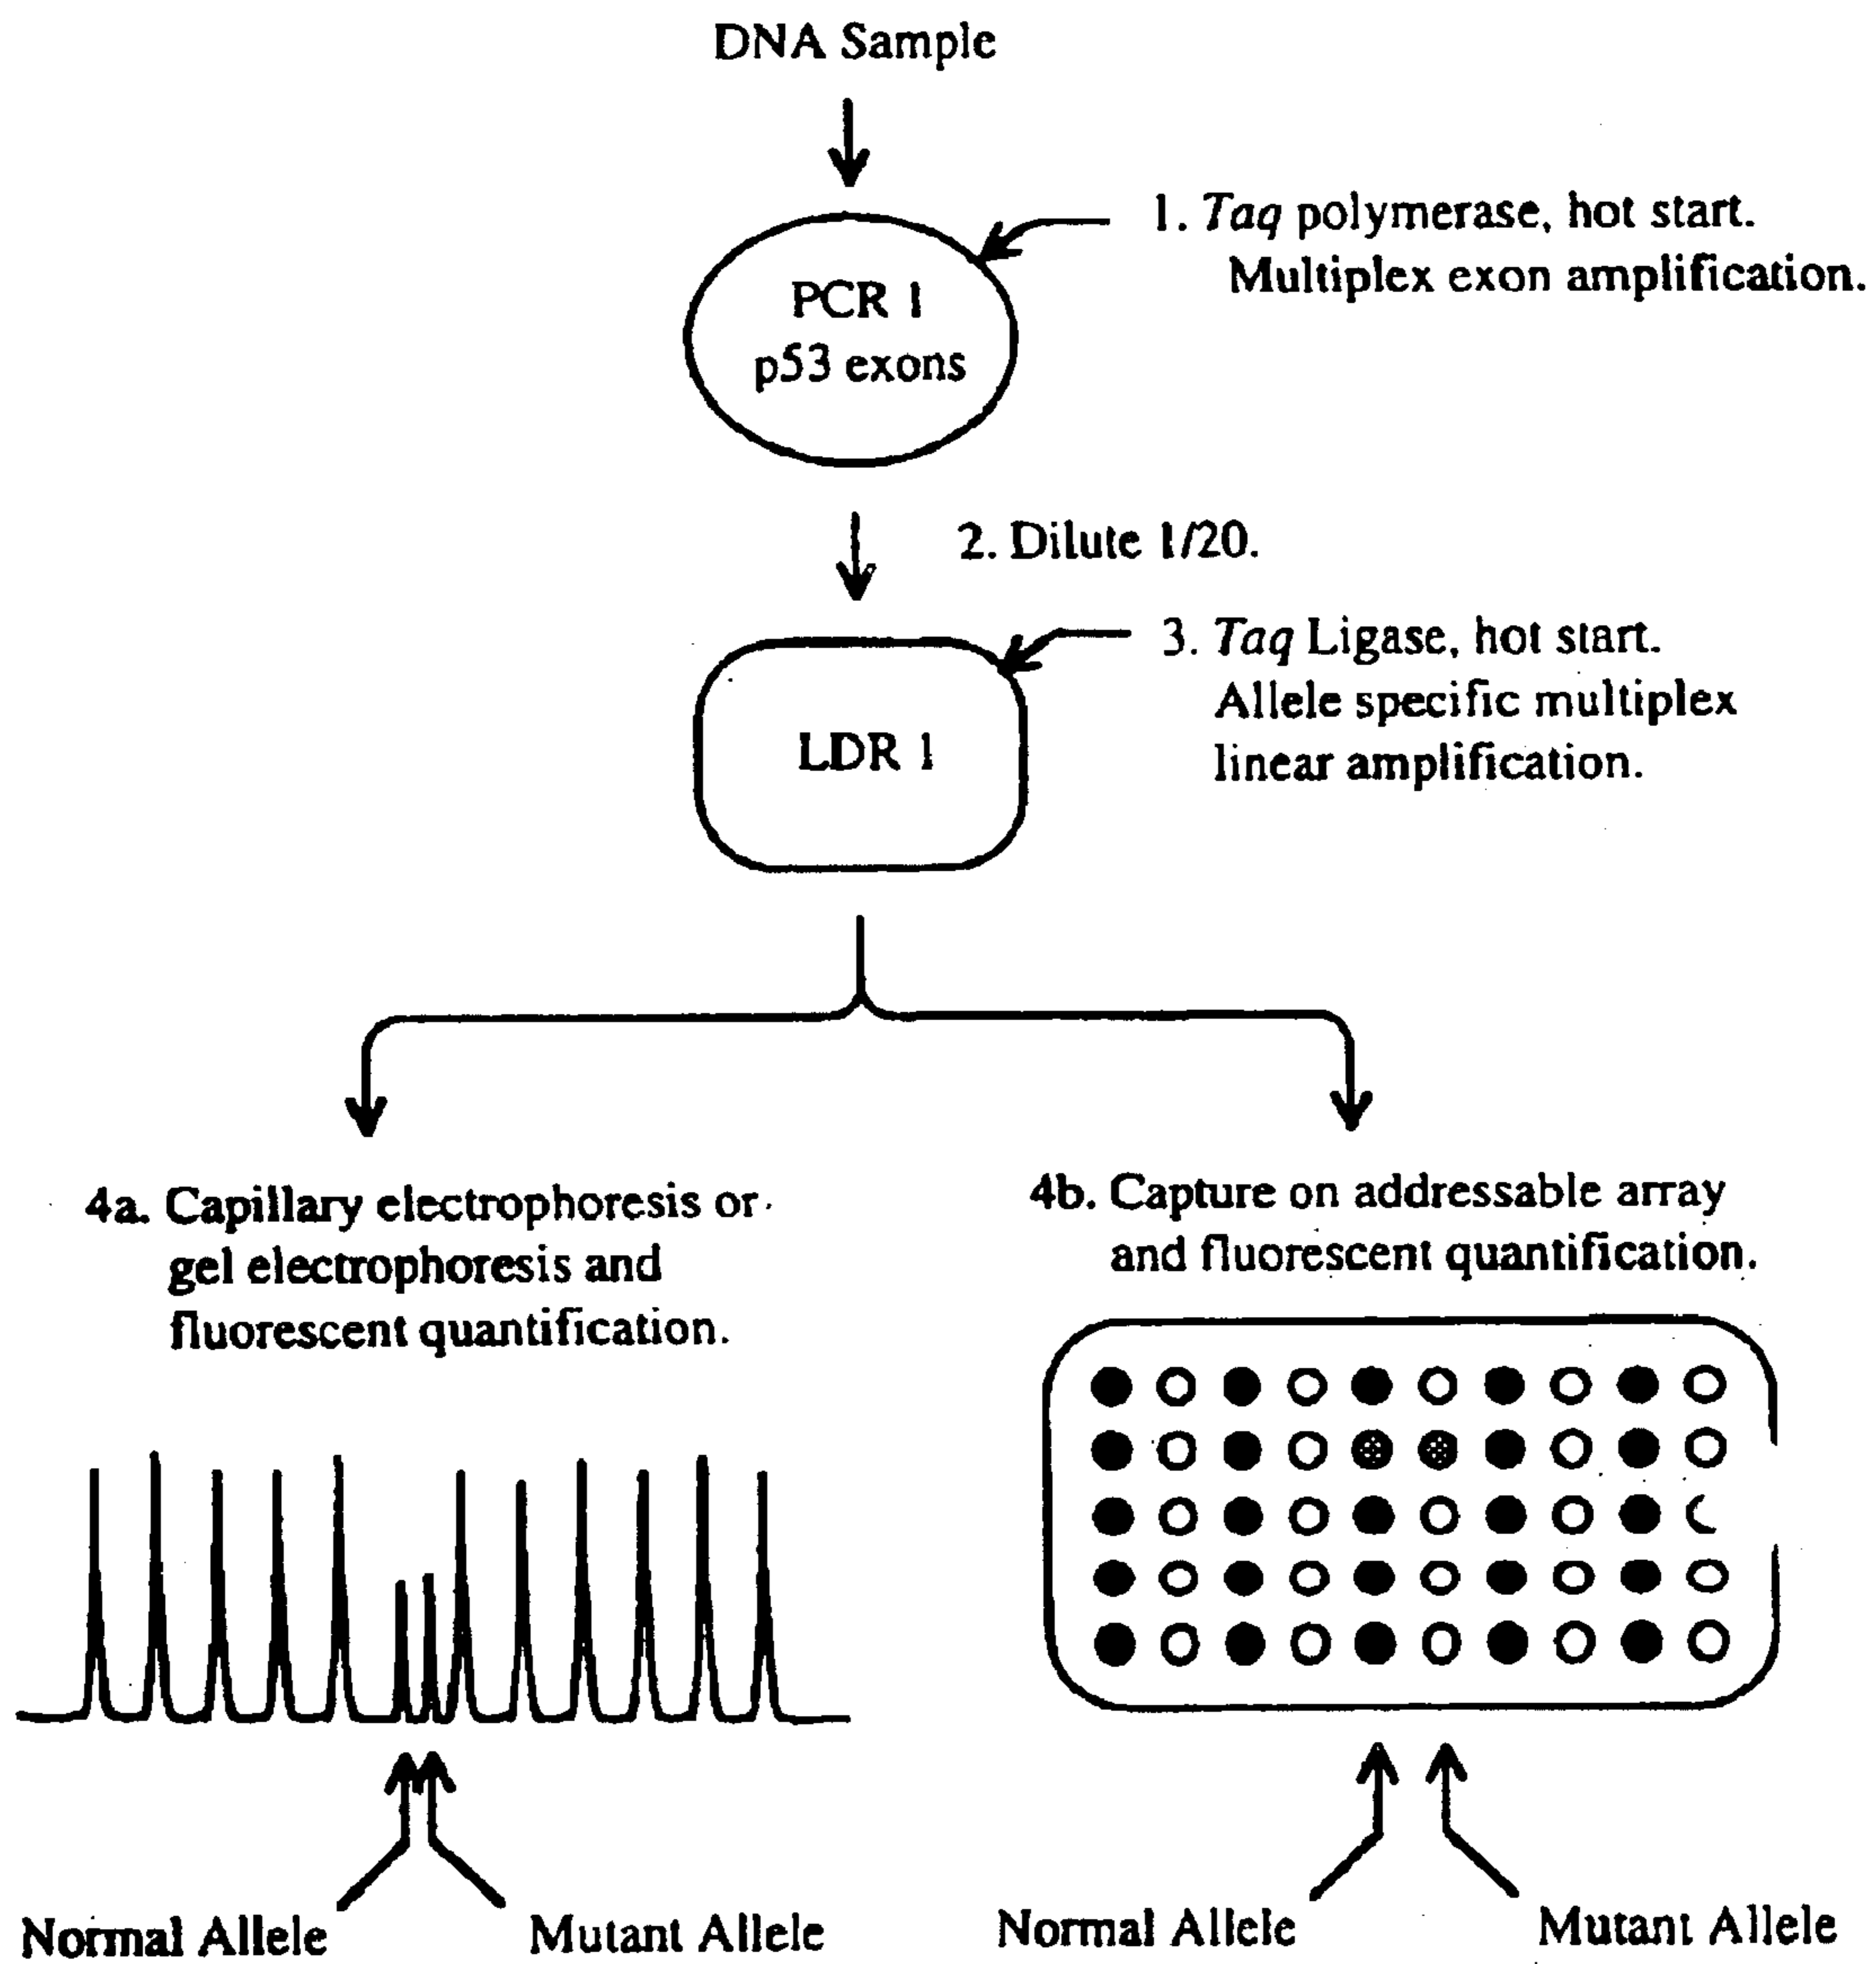 DNA Sample
1. Taq polymerase, hot start.
Multiplex exon amplification.
PCR 1
p53 exons
2. Dilute 1/20.
3. Taq Ligase, hot start.
Allele specific multiplex
linear amplification.
LDR 1
4a. Capillary electrophoresis or
gel electrophoresis and
fluorescent quantification.
4b. Capture on addressable array
and fluorescent quantification.
Normal Allele
Mutant Allele
Normal Allele
Mutant Allele